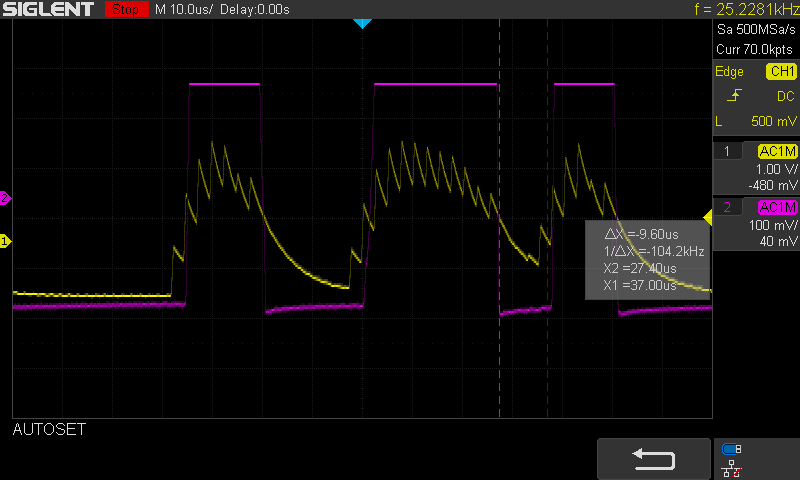 SIGLENT Stop M 10.0us/ Delay:0.00s f = 25.2281kHz
Sa 500MSa/s
Curr 70.0kpts
Edge CH1
DC
L 500 mV
1 AC1M
1.00 V/
-480 mV
2 AC1M
100 mV/
40 mV
2
1
△X =-9.60us
1/△X =-104.2kHz
X2 =27.40us
X1 =37.00us
AUTOSET